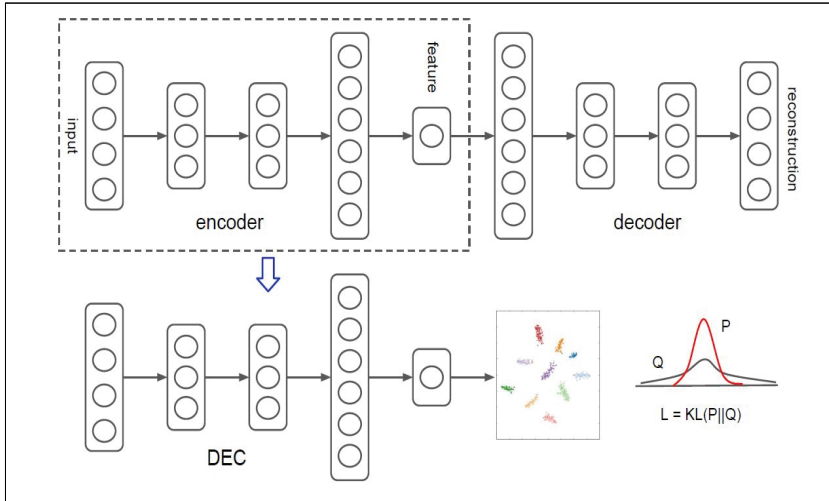 input
feature
reconstruction
encoder
decoder
P
Q
L = KL(P||Q)
DEC